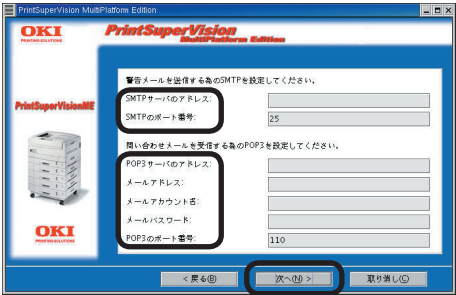 PrintSuperVision MultiPlatform Edition
OKI
PRINTING SOLUTIONS
PrintSuperVision
MultiPlatform Edition
警告メールを送信する為のSMTPを設定してください。
SMTPサーバのアドレス:
SMTPのポート番号:
25
PrintSuperVisionME
問い合わせメールを受信する為のPOP3を設定してください。
POP3サーバのアドレス:
メールアドレス:
メールアカウント名:
メールパスワード:
POP3のポート番号:
110
OKI
PRINTING SOLUTIONS
< 戻る(B)
次へ(N) >
取り消し(C)